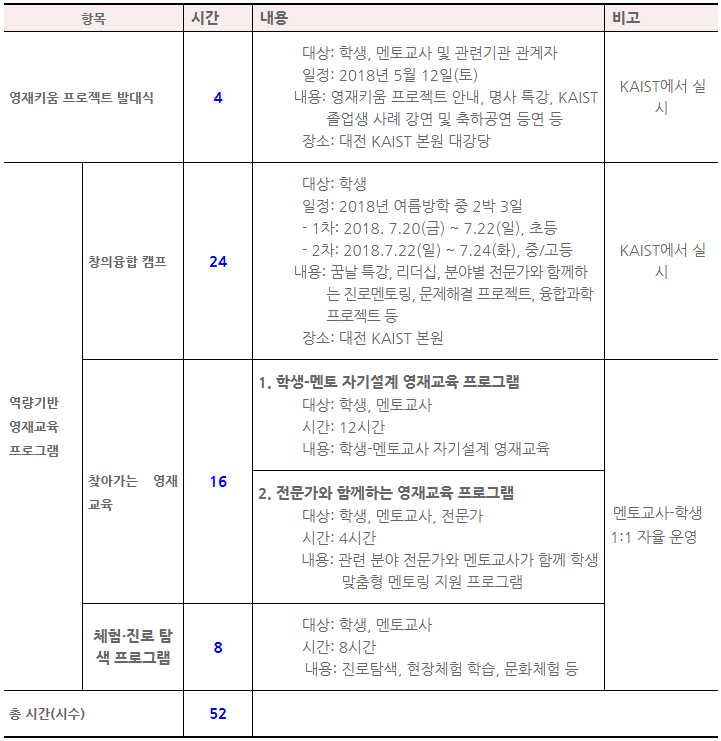 항목 시간 내용 비고
영재키움 프로젝트 발대식
4
대상: 학생, 멘토교사 및 관련기관 관계자
일정: 2018년 5월 12일(토)
내용: 영재키움 프로젝트 안내, 명사 특강, KAIST
졸업생 사례 강연 및 축하공연 등연 등
장소: 대전 KAIST 본원 대강당
KAIST에서 실
시
역량기반
영재교육
프로그램
창의융합 캠프
24
대상: 학생
일정: 2018년 여름방학 중 2박 3일
- 1차: 2018. 7.20(금) ~ 7.22(일), 초등
- 2차: 2018.7.22(일) ~ 7.24(화), 중/고등
내용: 꿈날 특강, 리더십, 분야별 전문가와 함께하
는 진로멘토링, 문제해결 프로젝트, 융합과학
프로젝트 등
장소: 대전 KAIST 본원
KAIST에서 실
시
찾아가는 영재
교육
16
1. 학생-멘토 자기설계 영재교육 프로그램
대상: 학생, 멘토교사
시간: 12시간
내용: 학생-멘토교사 자기설계 영재교육
2. 전문가와 함께하는 영재교육 프로그램
대상: 학생, 멘토교사, 전문가
시간: 4시간
내용: 관련 분야 전문가와 멘토교사가 함께 학생
맞춤형 멘토링 지원 프로그램
멘토교사-학생
1:1 자율 운영
체험·진로 탐
색 프로그램
8
대상: 학생, 멘토교사
시간: 8시간
내용: 진로탐색, 현장체험 학습, 문화체험 등
총 시간(시수)
52